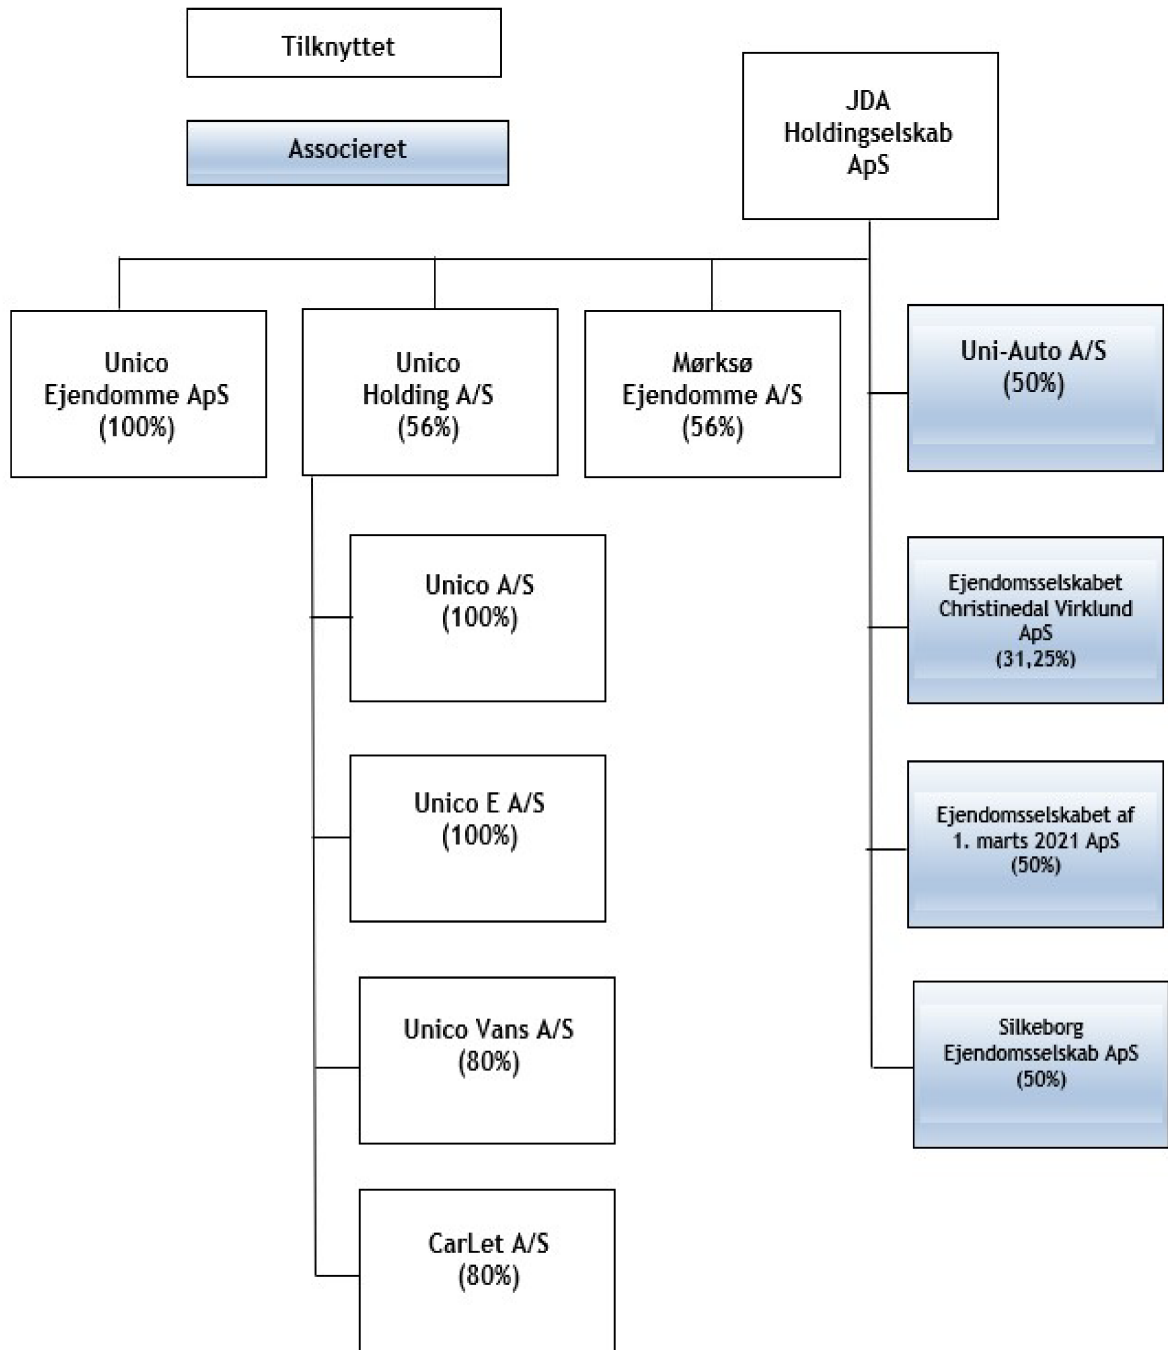 Tilknyttet
Associeret
JDA
Holdingselskab
ApS
Unico
Ejendomme ApS
(100%)
Unico
Holding A/S
(56%)
Mørksø
Ejendomme A/S
(56%)
Uni-Auto A/S
(50%)
Unico A/S
(100%)
Ejendomsselskabet
Christinedal Virklund
ApS
(31,25%)
Unico E A/S
(100%)
Ejendomsselskabet af
1. marts 2021 ApS
(50%)
Unico Vans A/S
(80%)
Silkeborg
Ejendomsselskab ApS
(50%)
CarLet A/S
(80%)